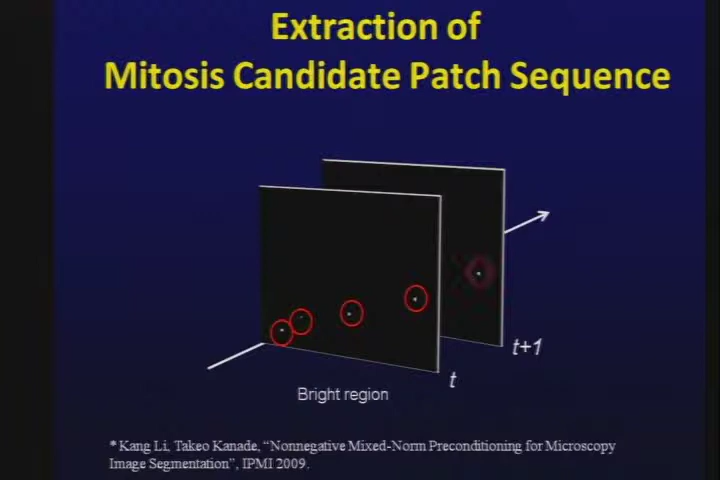 Extraction of
Mitosis Candidate Patch Sequence
t+1
t
Bright region
* Kang Li, Takeo Kanade, “Nonnegative Mixed-Norm Preconditioning for Microscopy
Image Segmentation”, IPMI 2009.